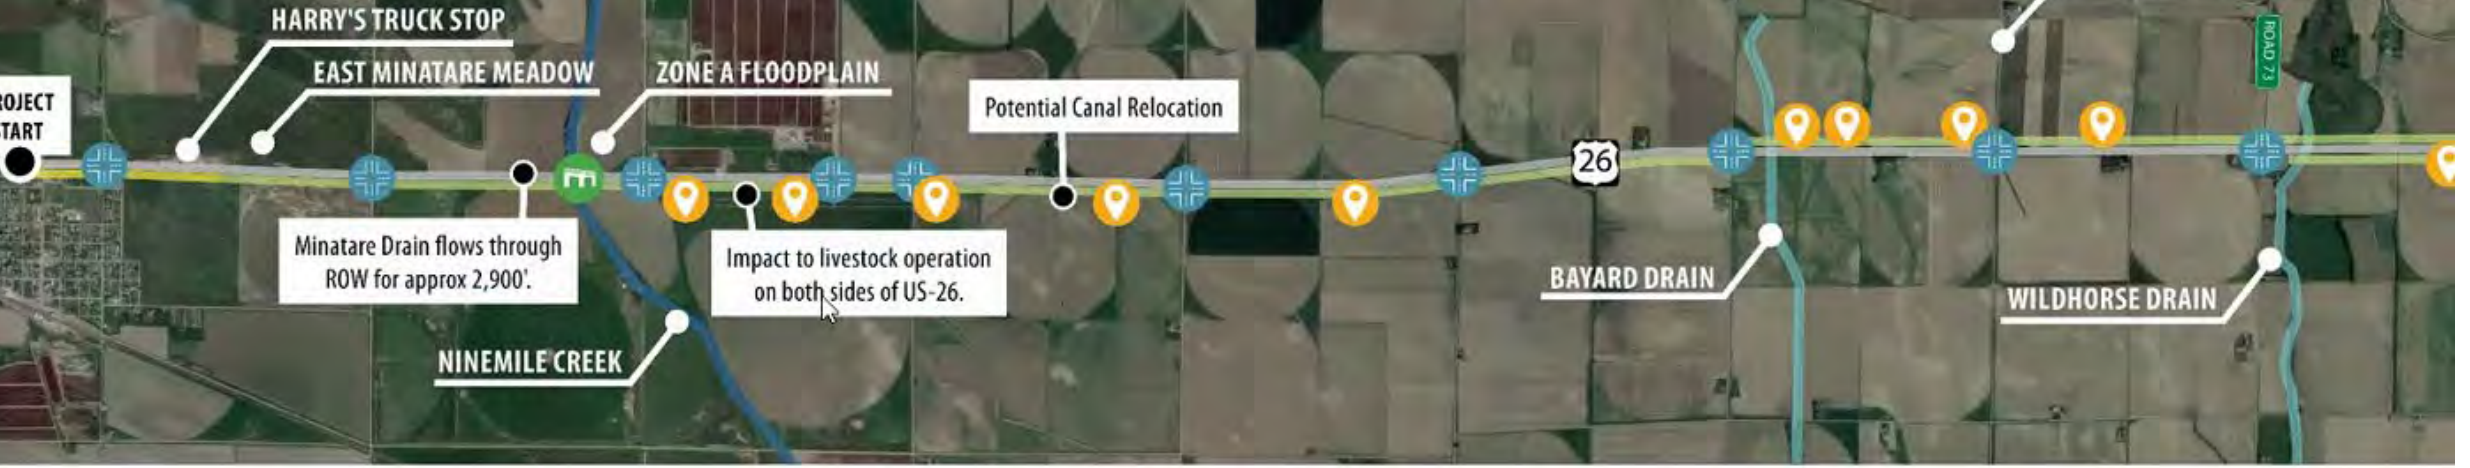 HARRY'S TRUCK STOP
EAST MINATARE MEADOW
ZONE A FLOODPLAIN
Potential Canal Relocation
ROAD 73
26
Minatare Drain flows through
ROW for approx 2,900'.
Impact to livestock operation
on both sides of US-26.
BAYARD DRAIN
WILDHORSE DRAIN
NINEMILE CREEK